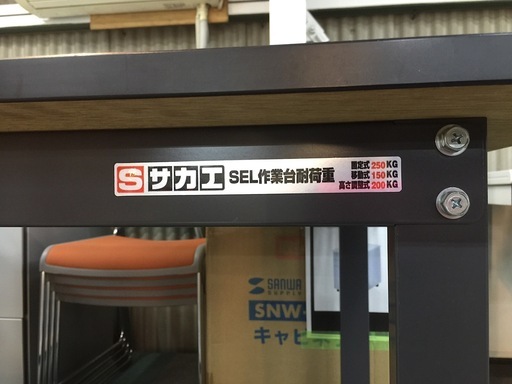 S サカエ SEL作業台耐荷重
固定式 250KG
移動式 150KG
高さ調整式 200KG
SANWA
SUPPLY
SNW-
キャビ